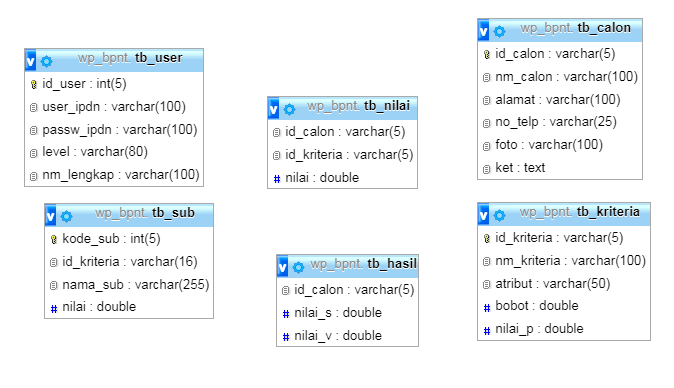 wp_bpnt. tb_user
id_user : int(5)
user_ipdn : varchar(100)
passw_ipdn : varchar(100)
level : varchar(80)
nm_lengkap : varchar(100)
wp_bpnt. tb_sub
kode_sub : int(5)
id_kriteria : varchar(16)
nama_sub : varchar(255)
nilai : double
wp_bpnt. tb_nilai
id_calon : varchar(5)
id_kriteria : varchar(5)
nilai : double
wp_bpnt. tb_hasil
id_calon : varchar(5)
nilai_s : double
nilai_v : double
wp_bpnt. tb_calon
id_calon : varchar(5)
nm_calon : varchar(100)
alamat : varchar(100)
no_telp : varchar(25)
foto : varchar(100)
ket : text
wp_bpnt. tb_kriteria
id_kriteria : varchar(5)
nm_kriteria : varchar(100)
atribut : varchar(50)
bobot : double
nilai_p : double